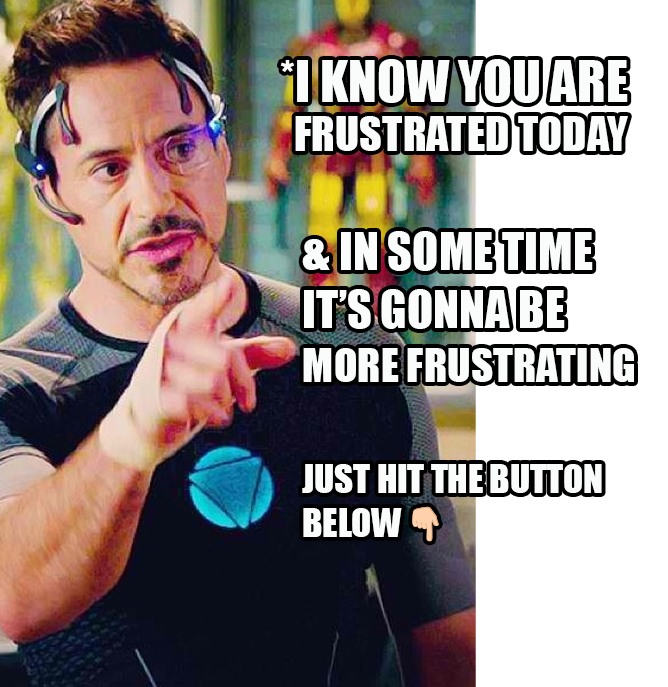 *I KNOW YOU ARE
FRUSTRATED TODAY
& IN SOME TIME
IT'S GONNA BE
MORE FRUSTRATING
JUST HIT THE BUTTON
BELOW 👇🏻